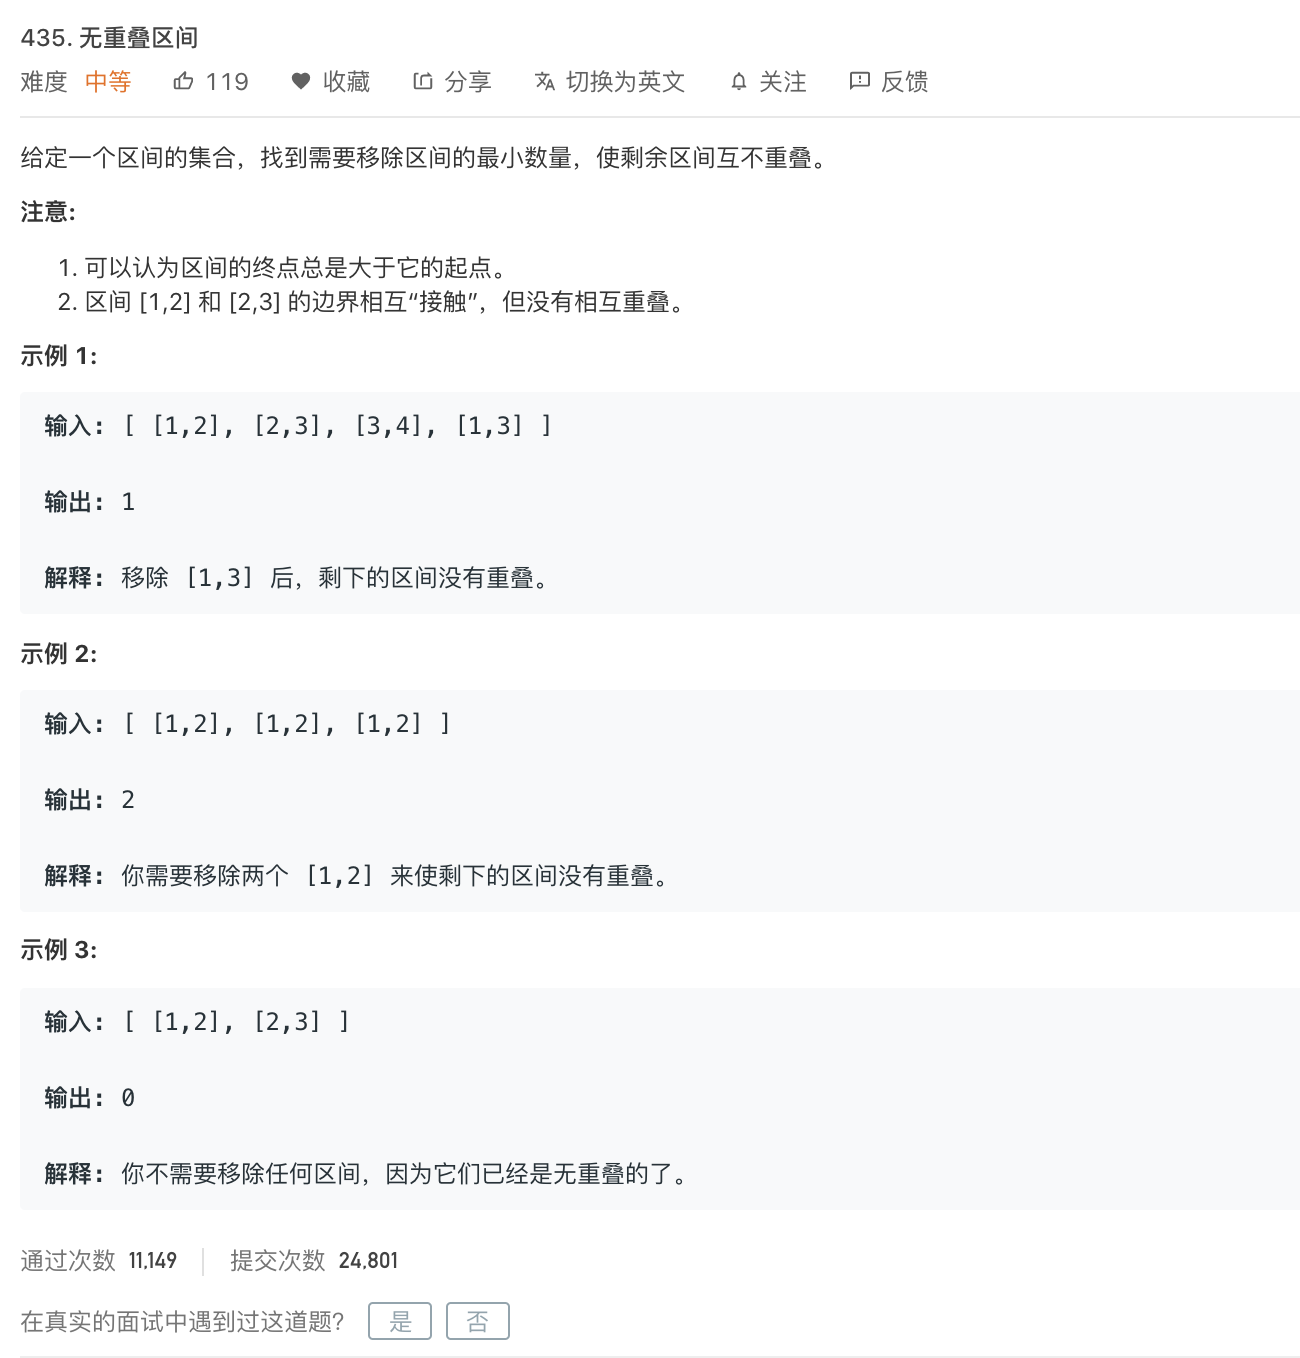 435. 无重叠区间
难度 中等 119 收藏 分享 切换为英文 关注 反馈
给定一个区间的集合，找到需要移除区间的最小数量，使剩余区间互不重叠。
注意:
1. 可以认为区间的终点总是大于它的起点。
2. 区间 [1,2] 和 [2,3] 的边界相互“接触”，但没有相互重叠。
示例 1:
输入: [ [1,2], [2,3], [3,4], [1,3] ]
输出: 1
解释: 移除 [1,3] 后，剩下的区间没有重叠。
示例 2:
输入: [ [1,2], [1,2], [1,2] ]
输出: 2
解释: 你需要移除两个 [1,2] 来使剩下的区间没有重叠。
示例 3:
输入: [ [1,2], [2,3] ]
输出: 0
解释: 你不需要移除任何区间，因为它们已经是无重叠的了。
通过次数 11,149 提交次数 24,801
在真实的面试中遇到过这道题? 是 否